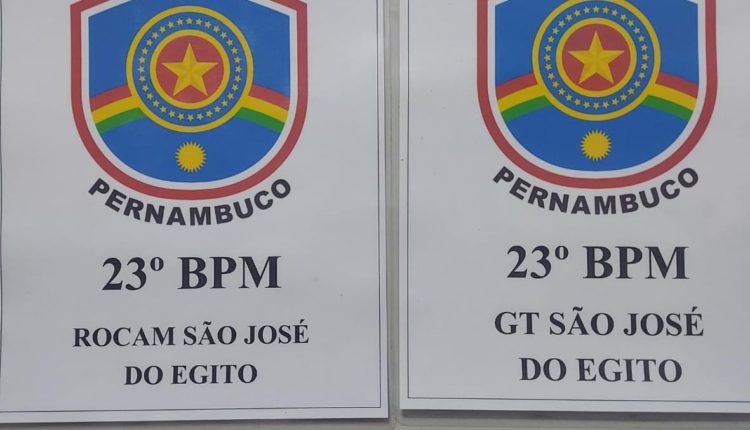 PERNAMBUCO
23º BPM
ROCAM SÃO JOSÉ
DO EGITO
PERNAMBUCO
23º BPM
GT SÃO JOSÉ
DO EGITO